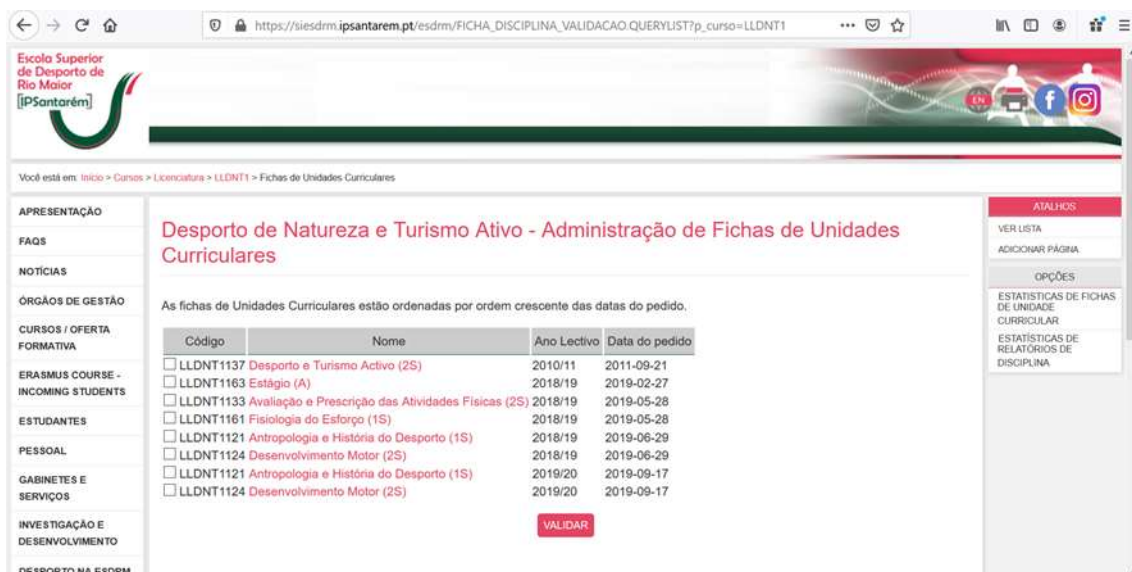 https://siesdrm.ipsantarem.pt/esdrm/FICHA_DISCIPLINA_VALIDACAO.QUERYLIST?p_curso=LLDNT1
Escola Superior
de Desporto de
Rio Maior
[IPSantarém]
EN
Você está em: Início > Cursos > Licenciatura > LLDNT1 > Fichas de Unidades Curriculares
APRESENTAÇÃO
FAQS
NOTÍCIAS
ÓRGÃOS DE GESTÃO
CURSOS / OFERTA
FORMATIVA
ERASMUS COURSE -
INCOMING STUDENTS
ESTUDANTES
PESSOAL
GABINETES E
SERVIÇOS
INVESTIGAÇÃO E
DESENVOLVIMENTO
DESPORTO NA ESDRM
Desporto de Natureza e Turismo Ativo - Administração de Fichas de Unidades
Curriculares
As fichas de Unidades Curriculares estão ordenadas por ordem crescente das datas do pedido.
Código Nome Ano Lectivo Data do pedido
LLDNT1137 Desporto e Turismo Activo (2S) 2010/11 2011-09-21
LLDNT1163 Estágio (A) 2018/19 2019-02-27
LLDNT1133 Avaliação e Prescrição das Atividades Físicas (2S) 2018/19 2019-05-28
LLDNT1161 Fisiologia do Esforço (1S) 2018/19 2019-05-28
LLDNT1121 Antropologia e História do Desporto (1S) 2018/19 2019-06-29
LLDNT1124 Desenvolvimento Motor (2S) 2018/19 2019-06-29
LLDNT1121 Antropologia e História do Desporto (1S) 2019/20 2019-09-17
LLDNT1124 Desenvolvimento Motor (2S) 2019/20 2019-09-17
VALIDAR
ATALHOS
VER LISTA
ADICIONAR PÁGINA
OPÇÕES
ESTATISTICAS DE FICHAS
DE UNIDADE
CURRICULAR
ESTATÍSTICAS DE
RELATÓRIOS DE
DISCIPLINA